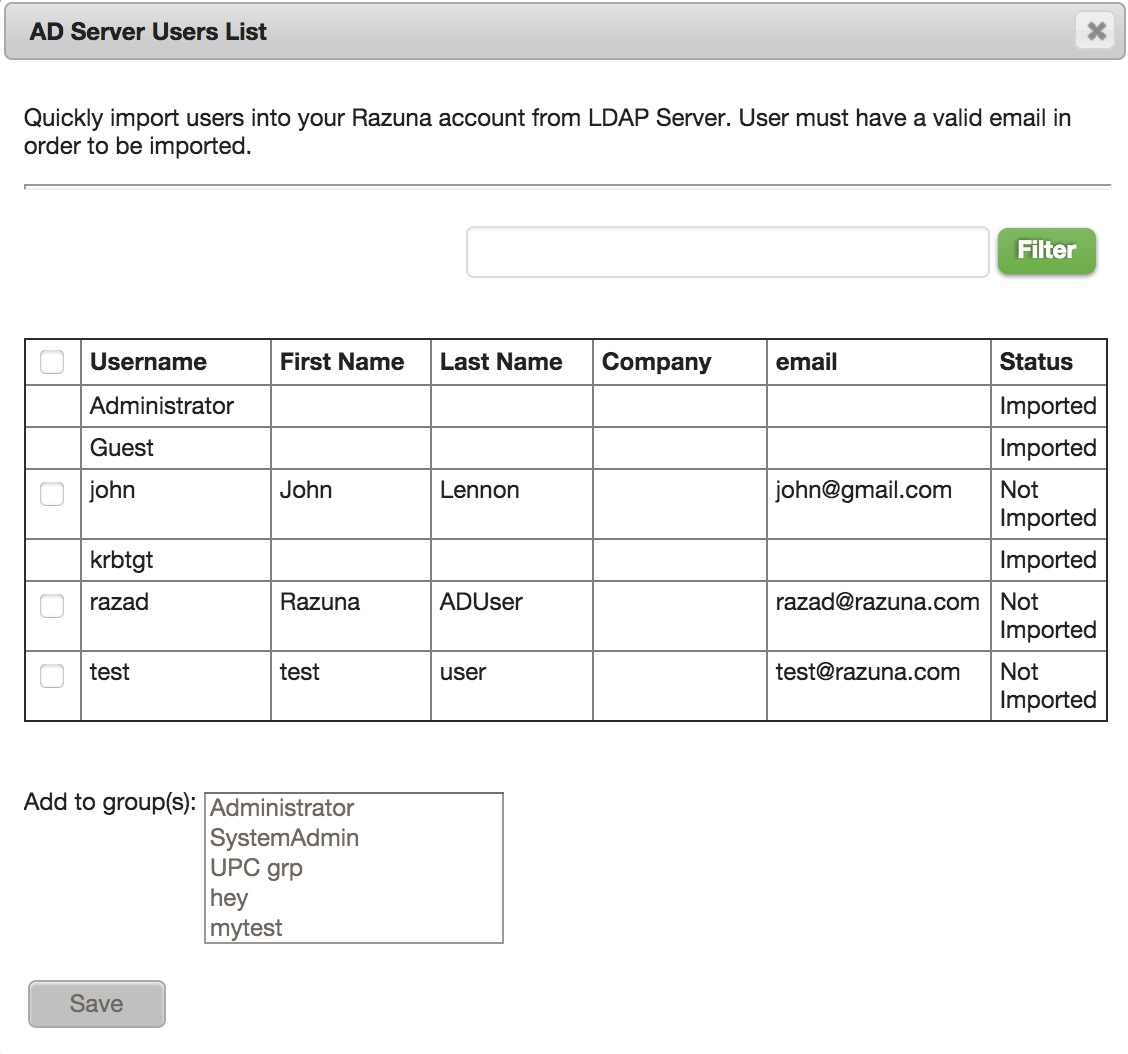 AD Server Users List
Quickly import users into your Razuna account from LDAP Server. User must have a valid email in
order to be imported.
Filter
Username First Name Last Name Company email Status
Administrator Imported
Guest Imported
john John Lennon john@gmail.com Not
Imported
krbtgt Imported
razad Razuna ADUser razad@razuna.com Not
Imported
test test user test@razuna.com Not
Imported
Add to group(s): Administrator
SystemAdmin
UPC grp
hey
mytest
Save